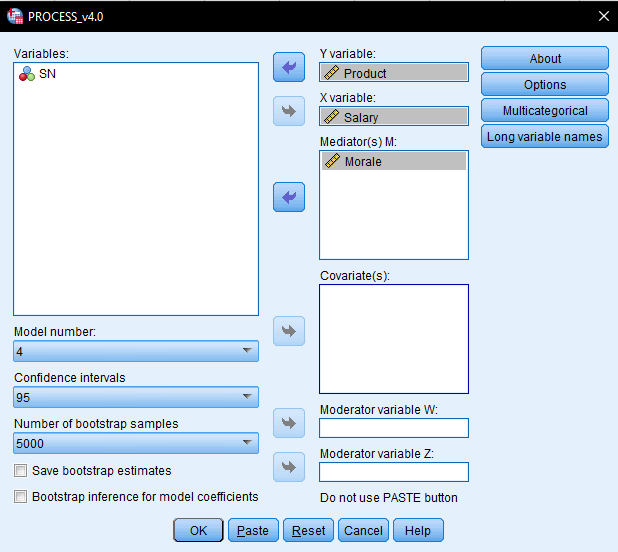 PROCESS_v4.0
Variables:
SN
Model number:
4
Confidence intervals
95
Number of bootstrap samples
5000
Save bootstrap estimates
Bootstrap inference for model coefficients
Y variable:
Product
X variable:
Salary
Mediator(s) M:
Morale
Covariate(s):
Moderator variable W:
Moderator variable Z:
Do not use PASTE button
About
Options
Multicategorical
Long variable names
OK
Paste
Reset
Cancel
Help